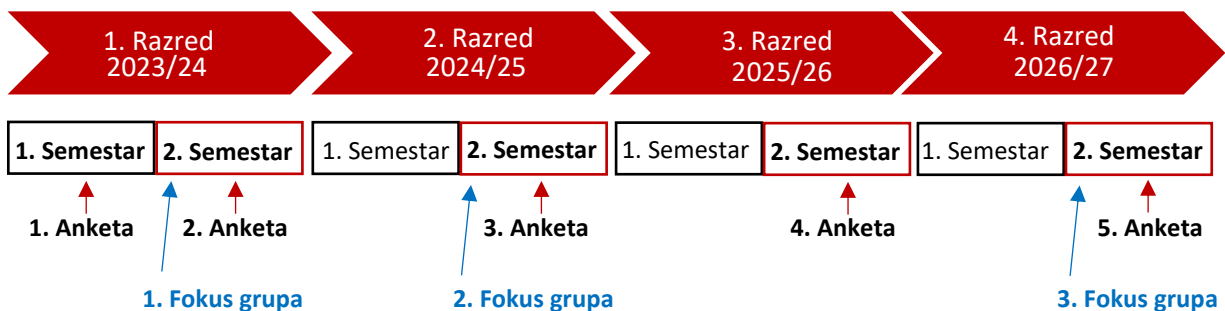 1. Razred
2023/24
2. Razred
2024/25
3. Razred
2025/26
4. Razred
2026/27
1. Semestar
2. Semestar
1. Semestar
2. Semestar
1. Semestar
2. Semestar
1. Semestar
2. Semestar
1. Anketa
2. Anketa
3. Anketa
4. Anketa
5. Anketa
1. Fokus grupa
2. Fokus grupa
3. Fokus grupa